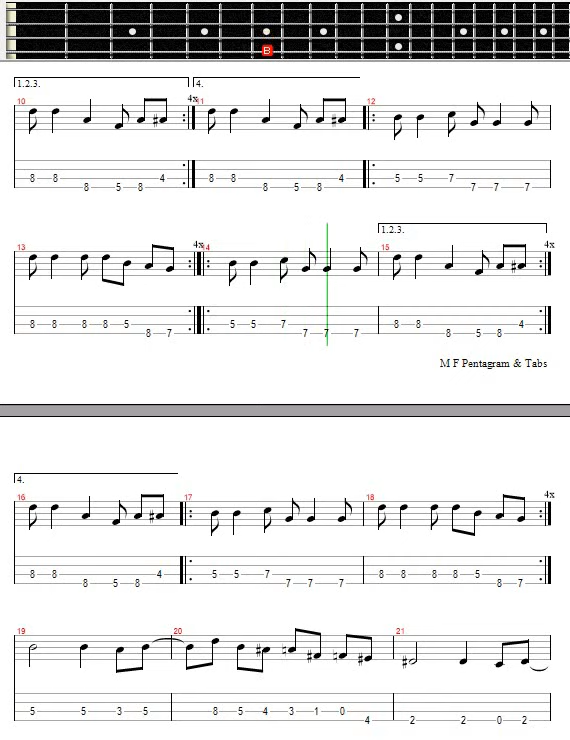 B
1.2.3. 4.
10 4x 11 12
8 8 8 5 8 4 8 8 8 5 8 4 5 5 7 7 7 7
1.2.3.
13 4x 14 15 4x
8 8 8 8 5 8 7 5 5 7 7 7 7 8 8 8 5 8 4
M F Pentagram & Tabs
4.
16 17 18 4x
8 8 8 5 8 4 5 5 7 7 7 7 8 8 8 8 5 8 7
19 20 21
5 5 3 5 8 5 4 3 1 0 4 2 2 0 2